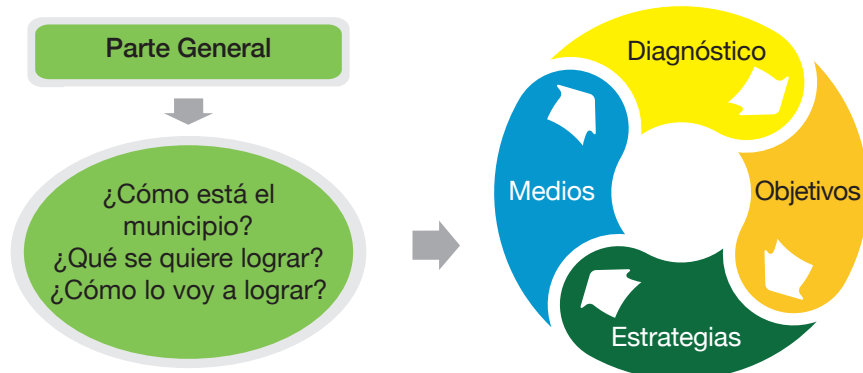 Parte General
¿Cómo está el
municipio?
¿Qué se quiere lograr?
¿Cómo lo voy a lograr?
Diagnóstico
Medios
Objetivos
Estrategias